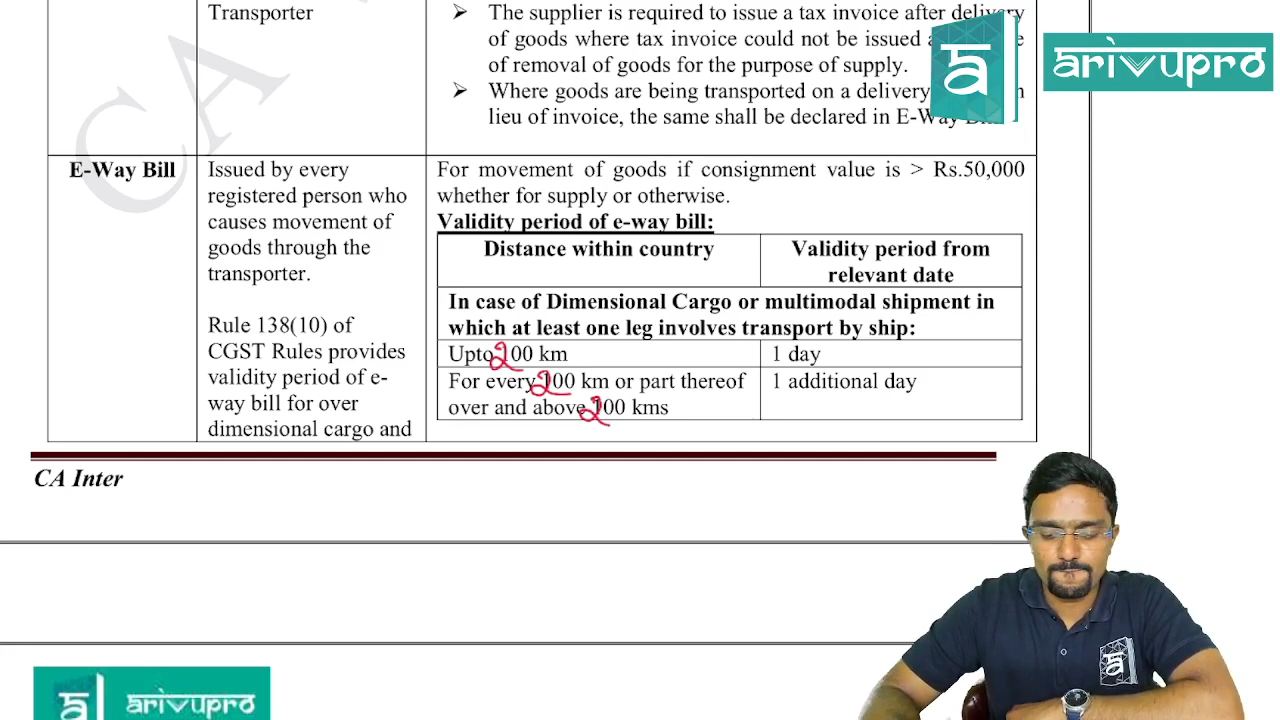 Transporter
➢ The supplier is required to issue a tax invoice after delivery
of goods where tax invoice could not be issued
of removal of goods for the purpose of supply.
➢ Where goods are being transported on a delivery
lieu of invoice, the same shall be declared in E-Way
ā
arivupro
CA
E-Way Bill
Issued by every
registered person who
causes movement of
goods through the
transporter.
Rule 138(10) of
CGST Rules provides
validity period of e-
way bill for over
dimensional cargo and
For movement of goods if consignment value is > Rs.50,000
whether for supply or otherwise.
Validity period of e-way bill:
Distance within country
Validity period from
relevant date
In case of Dimensional Cargo or multimodal shipment in
which at least one leg involves transport by ship:
Upto 200 km
1 day
For every 200 km or part thereof
over and above 200 kms
1 additional day
CA Inter
ā
arivupro
ā